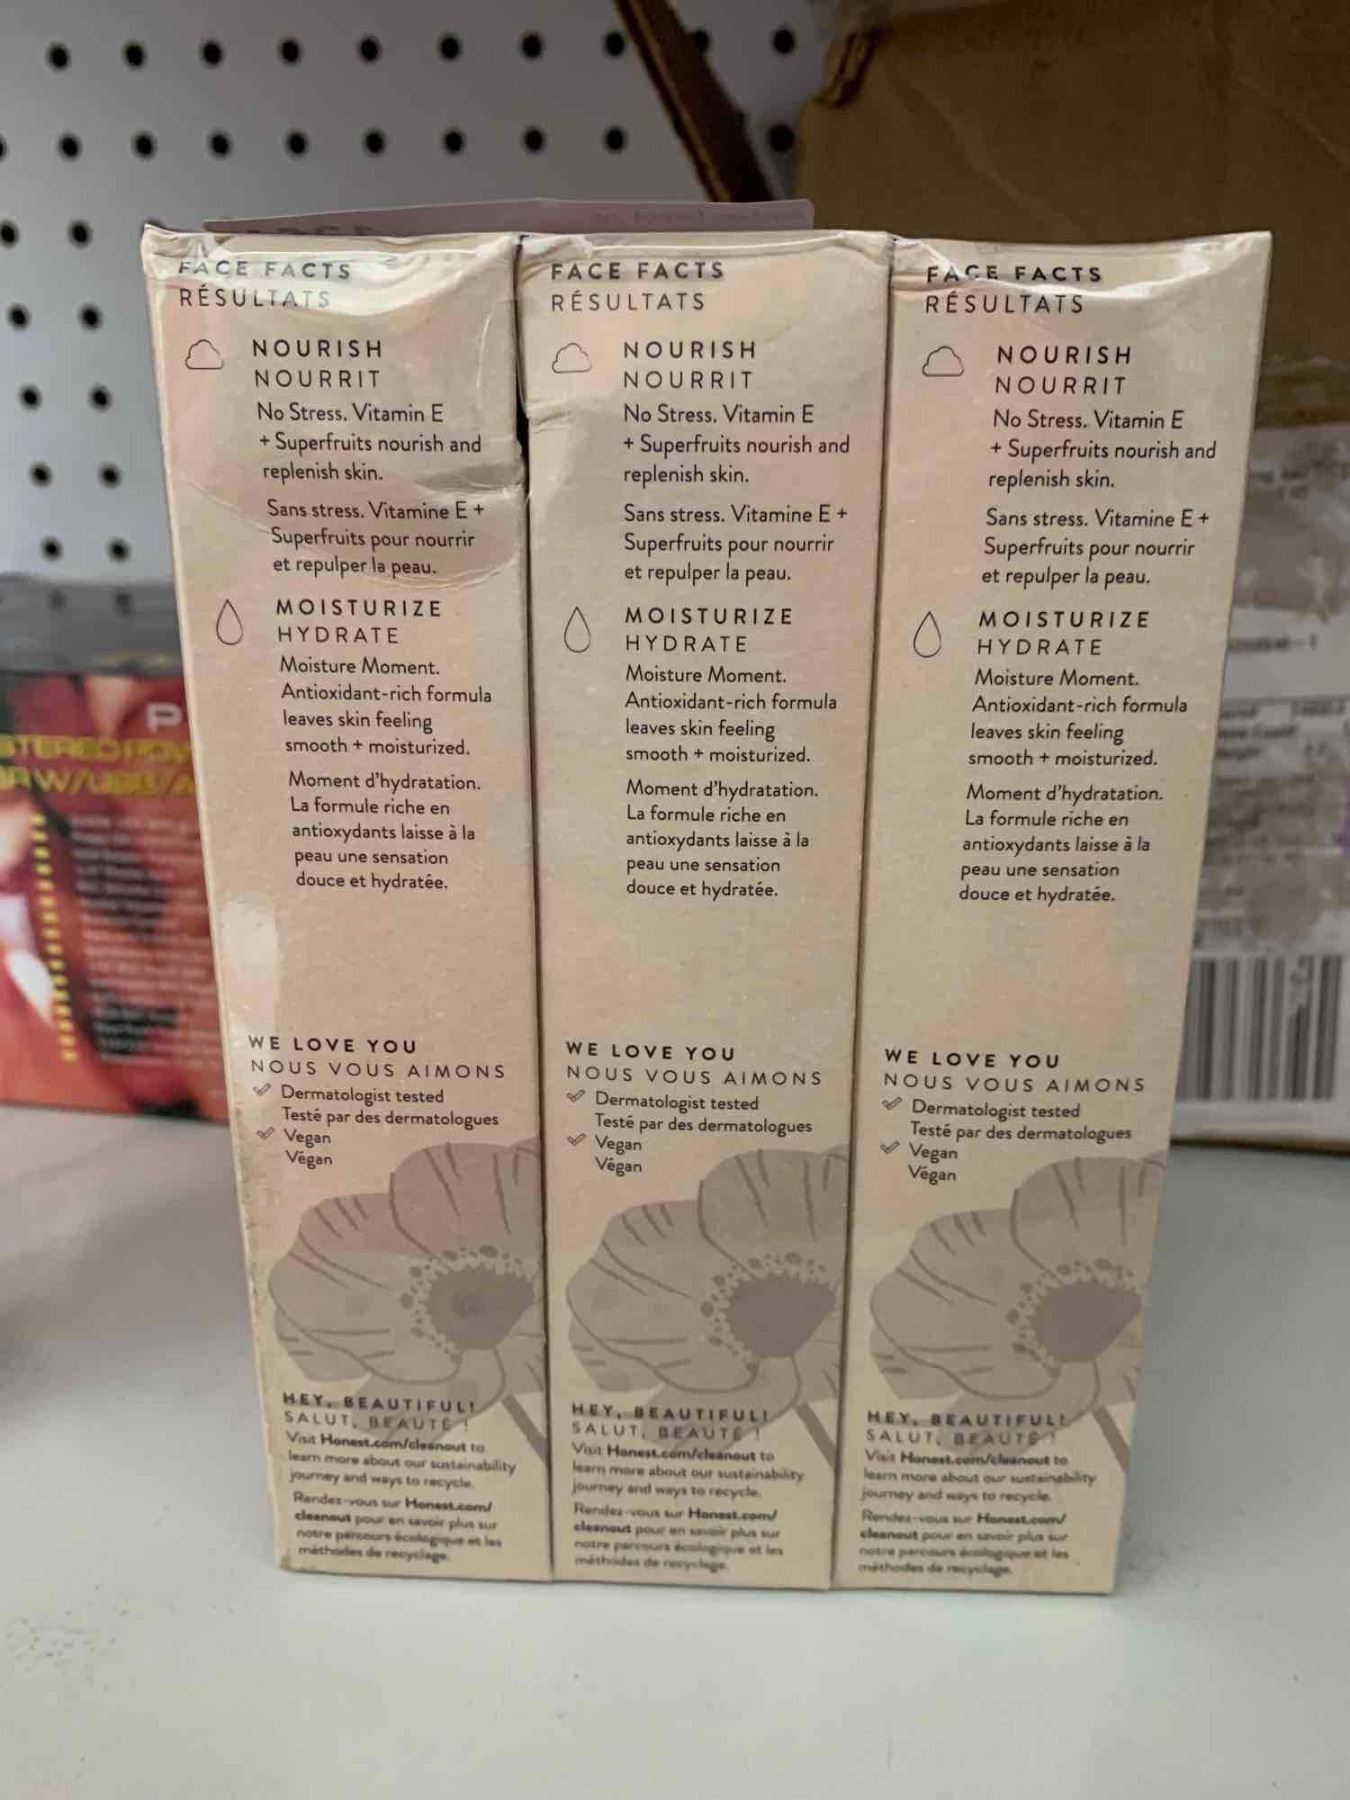 FACE FACTS
RÉSULTATS
NOURISH
NOURRIT
No Stress. Vitamin E
+ Superfruits nourish and
replenish skin.
Sans stress. Vitamine E +
Superfruits pour nourrir
et repulper la peau.
MOISTURIZE
HYDRATE
Moisture Moment.
Antioxidant-rich formula
leaves skin feeling
smooth + moisturized.
Moment d'hydratation.
La formule riche en
antioxydants laisse à la
peau une sensation
douce et hydratée.
WE LOVE YOU
NOUS VOUS AIMONS
Dermatologist tested
Testé par des dermatologues
Vegan
Végan
HEY, BEAUTIFUL!
SALUT, BEAUTÉ !
Visit Honest.com/cleanout to
learn more about our sustainability
journey and ways to recycle.
Rendez-vous sur Honest.com/
cleanout pour en savoir plus sur
notre parcours écologique et les
méthodes de recyclage.
FACE FACTS
RÉSULTATS
NOURISH
NOURRIT
No Stress. Vitamin E
+ Superfruits nourish and
replenish skin.
Sans stress. Vitamine E +
Superfruits pour nourrir
et repulper la peau.
MOISTURIZE
HYDRATE
Moisture Moment.
Antioxidant-rich formula
leaves skin feeling
smooth + moisturized.
Moment d'hydratation.
La formule riche en
antioxydants laisse à la
peau une sensation
douce et hydratée.
WE LOVE YOU
NOUS VOUS AIMONS
Dermatologist tested
Testé par des dermatologues
Vegan
Végan
HEY, BEAUTIFUL!
SALUT, BEAUTÉ !
Visit Honest.com/cleanout to
learn more about our sustainability
journey and ways to recycle.
Rendez-vous sur Honest.com/
cleanout pour en savoir plus sur
notre parcours écologique et les
méthodes de recyclage.
FACE FACTS
RÉSULTATS
NOURISH
NOURRIT
No Stress. Vitamin E
+ Superfruits nourish and
replenish skin.
Sans stress. Vitamine E +
Superfruits pour nourrir
et repulper la peau.
MOISTURIZE
HYDRATE
Moisture Moment.
Antioxidant-rich formula
leaves skin feeling
smooth + moisturized.
Moment d'hydratation.
La formule riche en
antioxydants laisse à la
peau une sensation
douce et hydratée.
WE LOVE YOU
NOUS VOUS AIMONS
Dermatologist tested
Testé par des dermatologues
Vegan
Végan
HEY, BEAUTIFUL!
SALUT, BEAUTÉ !
Visit Honest.com/cleanout to
learn more about our sustainability
journey and ways to recycle.
Rendez-vous sur Honest.com/
cleanout pour en savoir plus sur
notre parcours écologique et les
méthodes de recyclage.